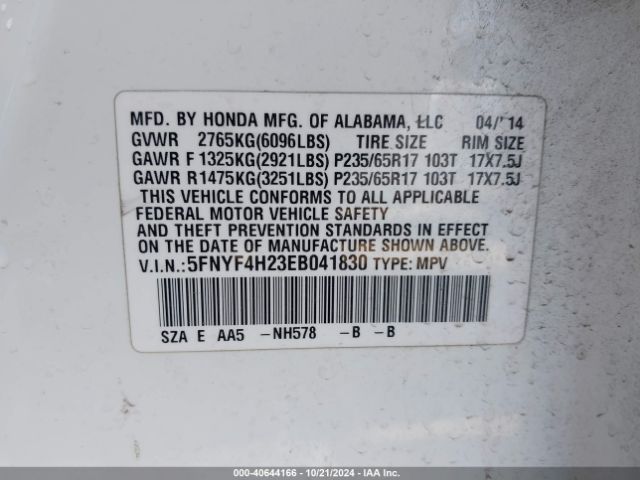 MFD. BY HONDA MFG. OF ALABAMA, LLC 04/'14
GVWR 2765KG(6096LBS) TIRE SIZE RIM SIZE
GAWR F 1325KG(2921LBS) P235/65R17 103T 17X7.5J
GAWR R 1475KG(3251LBS) P235/65R17 103T 17X7.5J
THIS VEHICLE CONFORMS TO ALL APPLICABLE
FEDERAL MOTOR VEHICLE SAFETY
AND THEFT PREVENTION STANDARDS IN EFFECT
ON THE DATE OF MANUFACTURE SHOWN ABOVE.
V.I.N.: 5FNYF4H23EB041830 TYPE: MPV
SZA E AA5 -NH578 -B -B
000-40644166 - 10/21/2024 - IAA Inc.